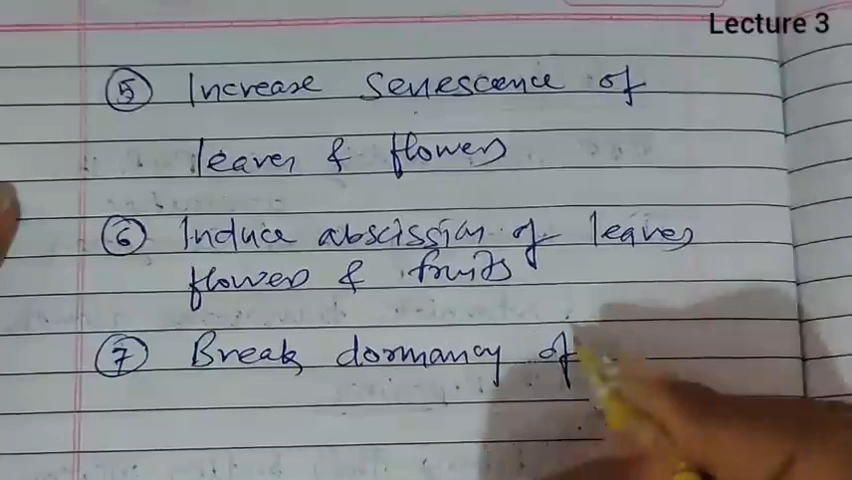 Lecture 3
⑤ Increase Senescence of
leaves & flowers
⑥ Induce abscission of leaves
flowers & fruits
⑦ Break dormancy of